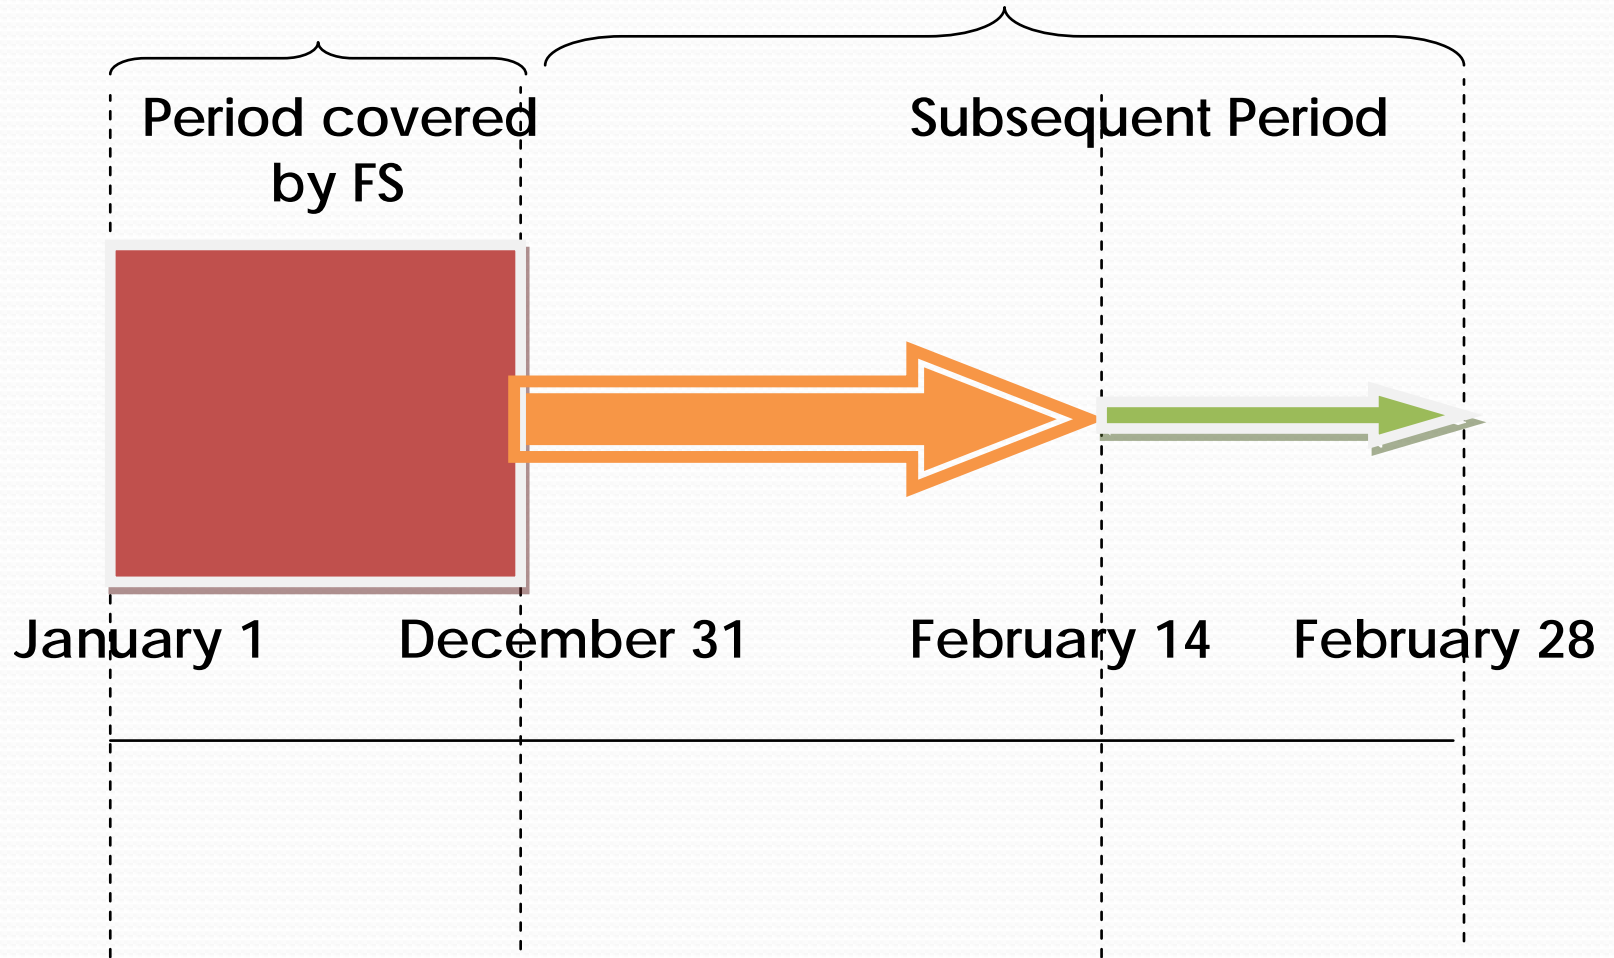 Period covered
by FS
Subsequent Period
January 1
December 31
February 14
February 28